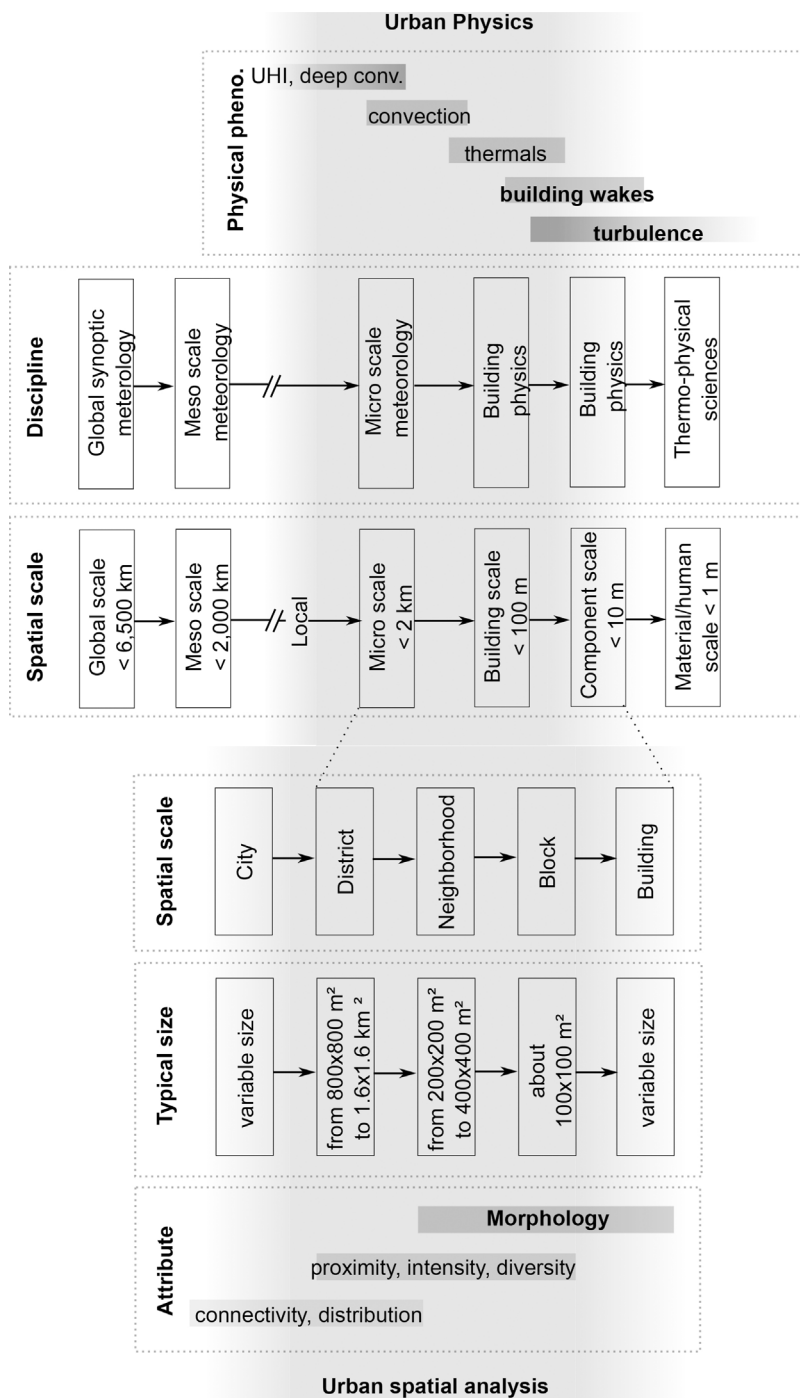 Urban Physics
Physical pheno.
UHI, deep conv.
convection
thermals
building wakes
turbulence
Discipline
Global synoptic
meterology
Meso scale
meteorology
Micro scale
meteorology
Building
physics
Building
physics
Thermo-physical
sciences
Spatial scale
Global scale
< 6,500 km
Meso scale
< 2,000 km
Local
Micro scale
< 2 km
Building scale
< 100 m
Component scale
< 10 m
Material/human
scale < 1 m
Spatial scale
City
District
Neighborhood
Block
Building
Typical size
variable size
from 800x800 m²
to 1.6x1.6 km ²
from 200x200 m²
to 400x400 m²
about
100x100 m²
variable size
Attribute
Morphology
proximity, intensity, diversity
connectivity, distribution
Urban spatial analysis